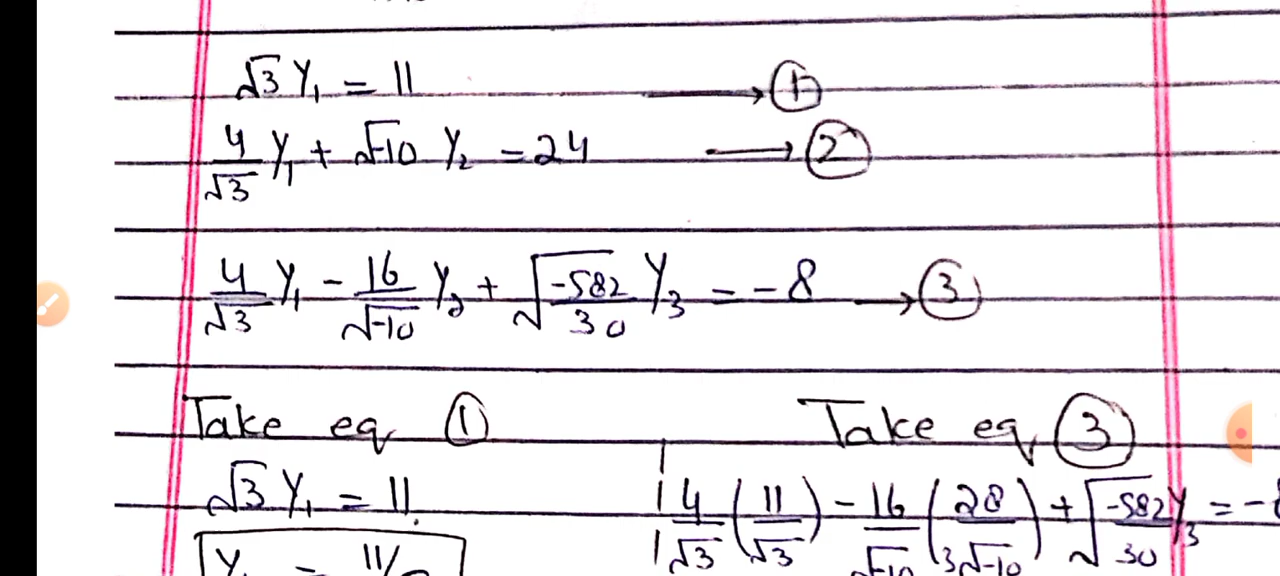 √3 Y₁ = 11 → ①
4/√3 Y₁ + √-10 Y₂ = 24 → ②
4/√3 Y₁ - 16/√-10 Y₂ + √(-582/30) Y₃ = -8 → ③
Take eq ①
√3 Y₁ = 11
Take eq ③
4/√3 (11/√3) - 16/√-10 (28/3√-10) + √(-582/30) Y₃ = -8